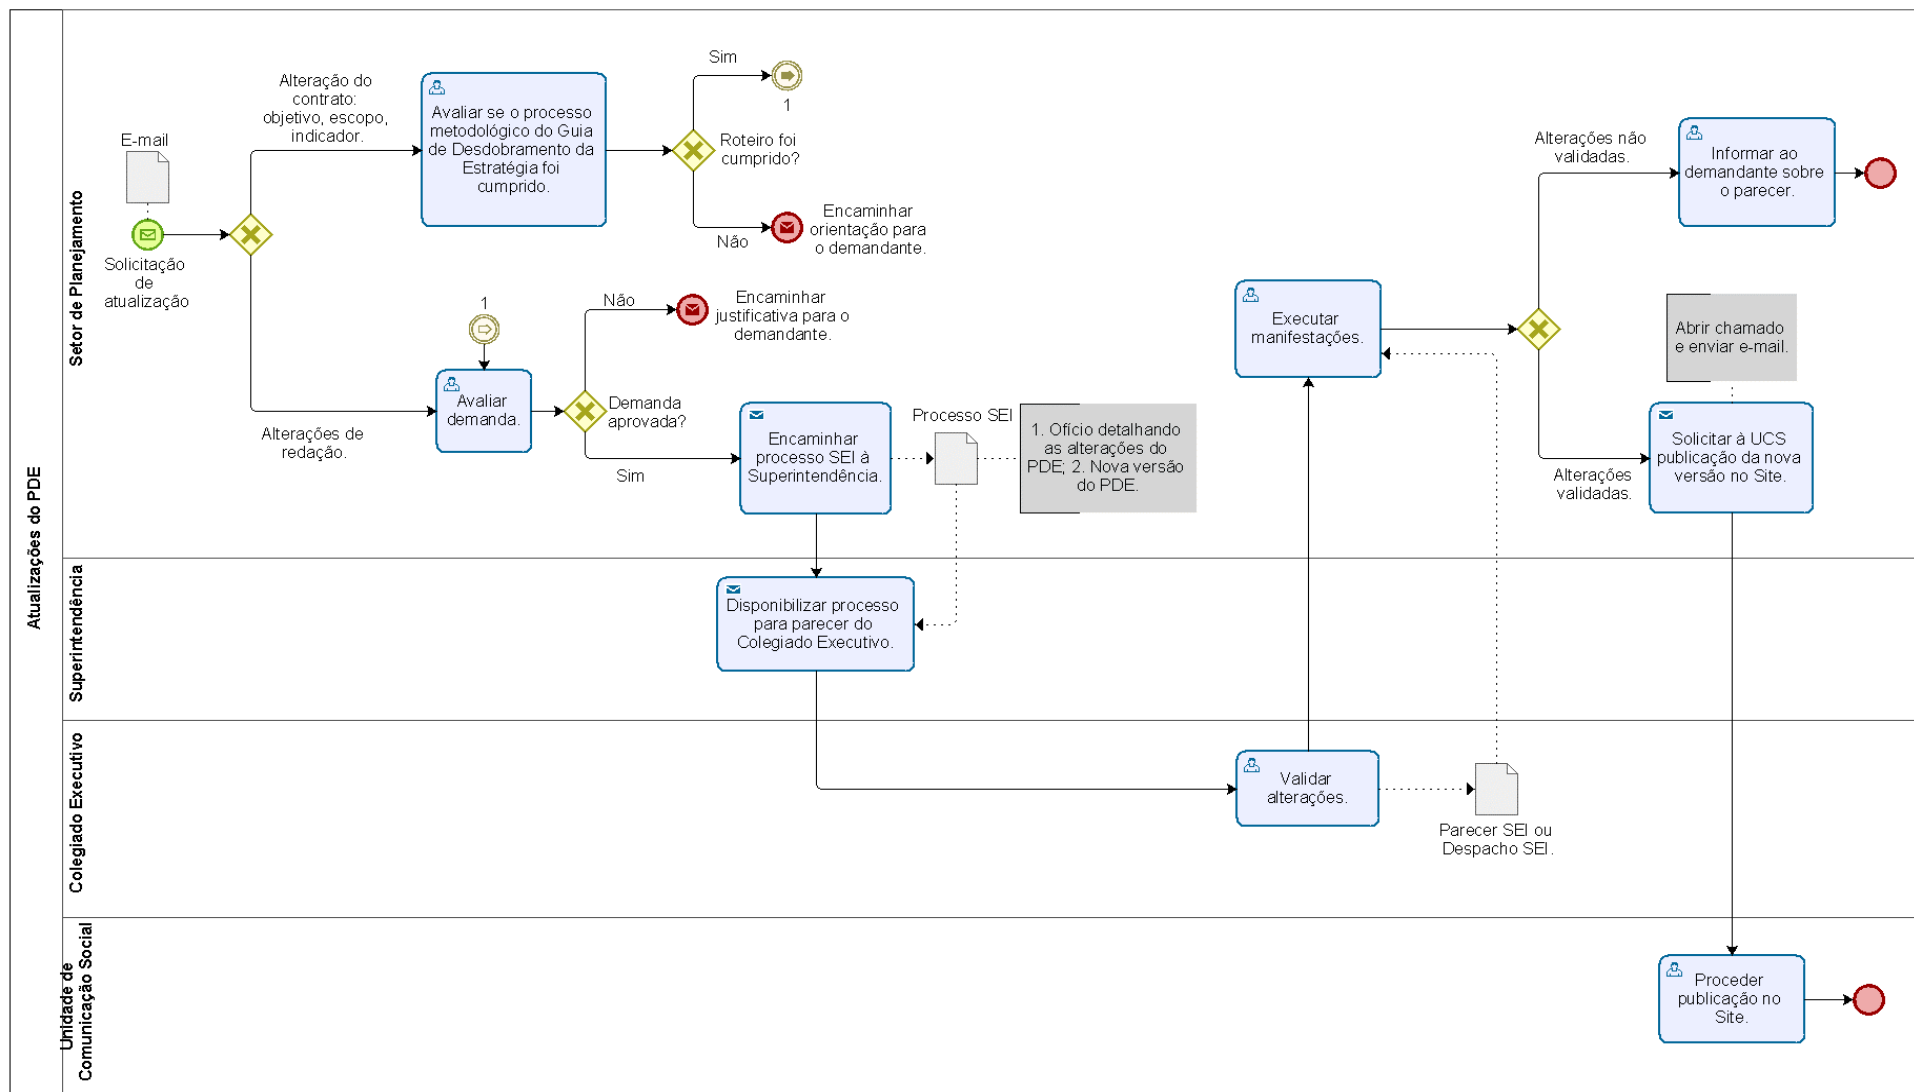 Atualizações do PDE
Setor de Planejamento
E-mail
Solicitação
de
atualização
Alteração do
contrato:
objetivo, escopo,
indicador.
Avaliar se o processo
metodológico do Guia
de Desdobramento da
Estratégia foi
cumprido.
Sim
1
Roteiro foi
cumprido?
Não
Encaminhar
orientação para
o demandante.
Alterações de
redação.
1
Avaliar
demanda.
Não
Encaminhar
justificativa para o
demandante.
Demanda
aprovada?
Sim
Encaminhar
processo SEI à
Superintendência.
Processo SEI
1. Ofício detalhando
as alterações do
PDE; 2. Nova versão
do PDE.
Executar
manifestações.
Alterações não
validadas.
Informar ao
demandante sobre
o parecer.
Abrir chamado
e enviar e-mail.
Alterações
validadas.
Solicitar à UCS
publicação da nova
versão no Site.
Superintendência
Disponibilizar processo
para parecer do
Colegiado Executivo.
Colegiado Executivo
Validar
alterações.
Parecer SEI ou
Despacho SEI.
Unidade de
Comunicação Social
Proceder
publicação no
Site.